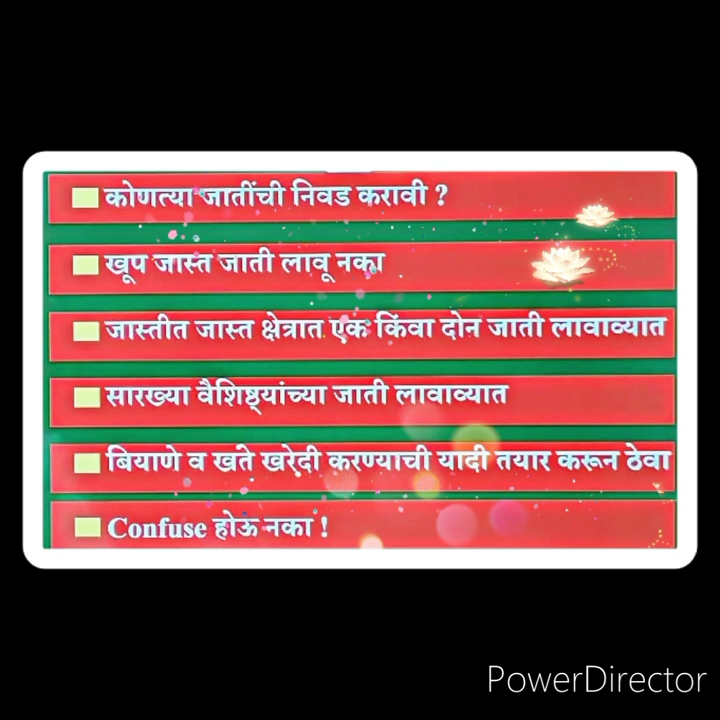 कोणत्या जातींची निवड करावी ?
खूप जास्त जाती लावू नका
जास्तीत जास्त क्षेत्रात एक किंवा दोन जाती लावाव्यात
सारख्या वैशिष्ठ्यांच्या जाती लावाव्यात
बियाणे व खते खरेदी करण्याची यादी तयार करून ठेवा
Confuse होऊ नका !
PowerDirector